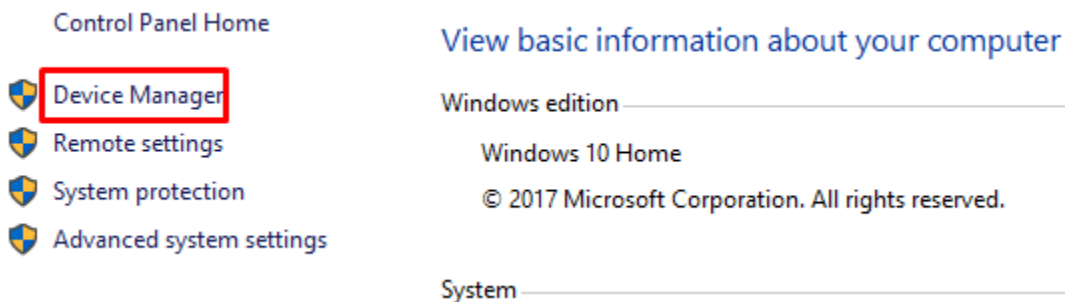 Control Panel Home
Device Manager
Remote settings
System protection
Advanced system settings
View basic information about your computer
Windows edition
Windows 10 Home
© 2017 Microsoft Corporation. All rights reserved.
System